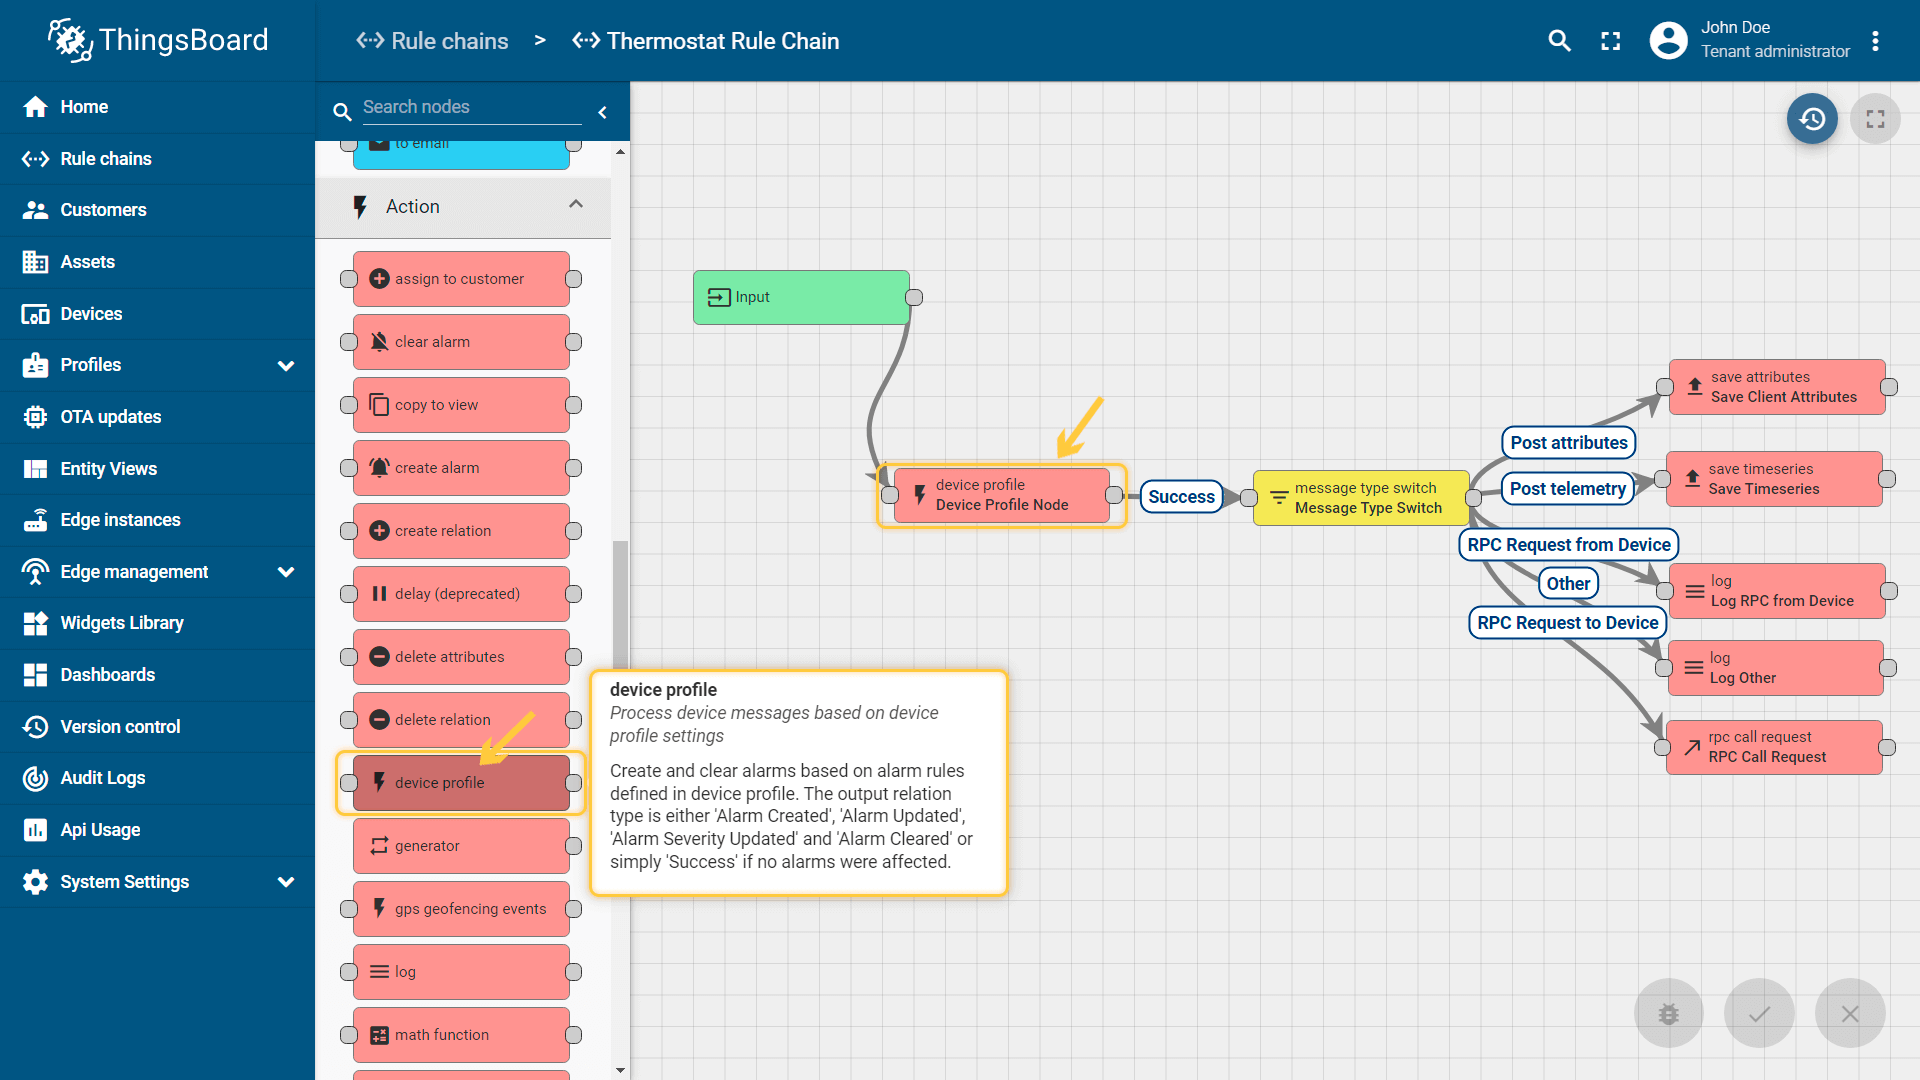 ThingsBoard
Rule chains > Thermostat Rule Chain
John Doe
Tenant administrator
Home
Rule chains
Customers
Assets
Devices
Profiles
OTA updates
Entity Views
Edge instances
Edge management
Widgets Library
Dashboards
Version control
Audit Logs
Api Usage
System Settings
Search nodes
to email
Action
assign to customer
clear alarm
copy to view
create alarm
create relation
delay (deprecated)
delete attributes
delete relation
device profile
generator
gps geofencing events
log
math function
device profile
Process device messages based on device
profile settings
Create and clear alarms based on alarm rules
defined in device profile. The output relation
type is either 'Alarm Created', 'Alarm Updated',
'Alarm Severity Updated' and 'Alarm Cleared' or
simply 'Success' if no alarms were affected.
Input
device profile
Device Profile Node
Success
message type switch
Message Type Switch
Post attributes
Post telemetry
RPC Request from Device
Other
RPC Request to Device
save attributes
Save Client Attributes
save timeseries
Save Timeseries
log
Log RPC from Device
log
Log Other
rpc call request
RPC Call Request